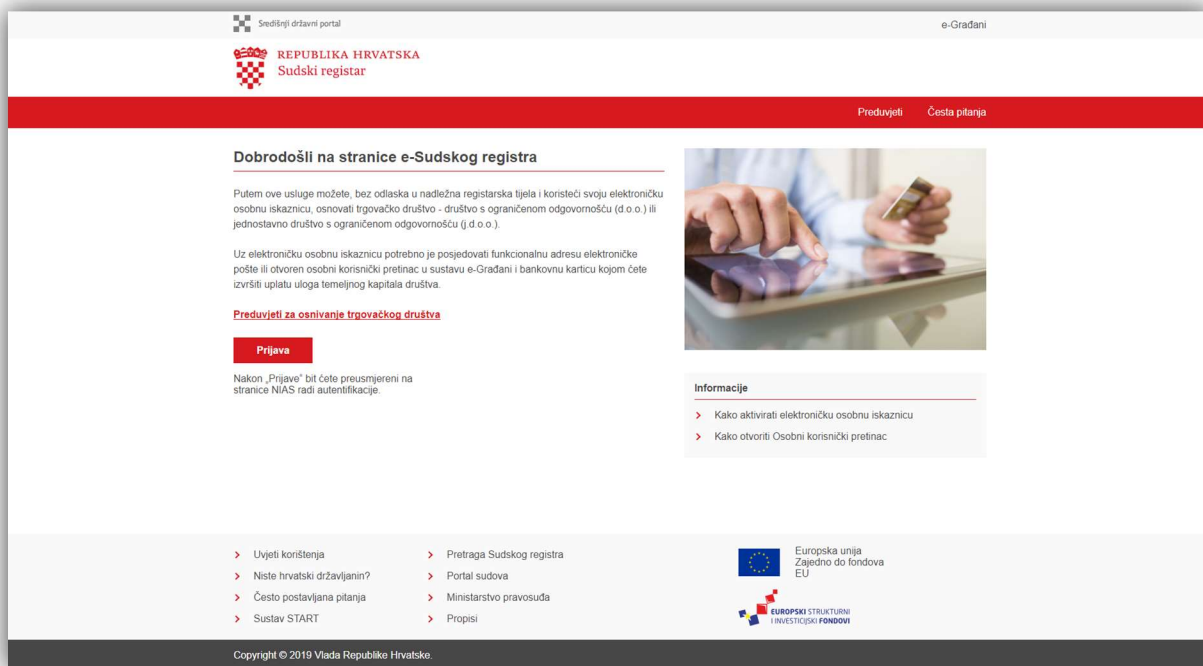 Središnji državni portal
e-Građani
REPUBLIKA HRVATSKA
Sudski registar
Preduvjeti
Česta pitanja
Dobrodošli na stranice e-Sudskog registra
Putem ove usluge možete, bez odlaska u nadležna registarska tijela i koristeći svoju elektroničku
osobnu iskaznicu, osnovati trgovačko društvo - društvo s ograničenom odgovornošću (d.o.o.) ili
jednostavno društvo s ograničenom odgovornošću (j.d.o.o.).
Uz elektroničku osobnu iskaznicu potrebno je posjedovati funkcionalnu adresu elektroničke
pošte ili otvoren osobni korisnički pretinac u sustavu e-Građani i bankovnu karticu kojom ćete
izvršiti uplatu uloga temeljnog kapitala društva.
Preduvjeti za osnivanje trgovačkog društva
Prijava
Nakon „Prijave“ bit ćete preusmjereni na
stranice NIAS radi autentifikacije.
Informacije
Kako aktivirati elektroničku osobnu iskaznicu
Kako otvoriti Osobni korisnički pretinac
Uvjeti korištenja
Niste hrvatski državljanin?
Često postavljana pitanja
Sustav START
Pretraga Sudskog registra
Portal sudova
Ministarstvo pravosuđa
Propisi
Europska unija
Zajedno do fondova
EU
EUROPSKI STRUKTURNI
I INVESTICIJSKI FONDOVI
Copyright © 2019 Vlada Republike Hrvatske.